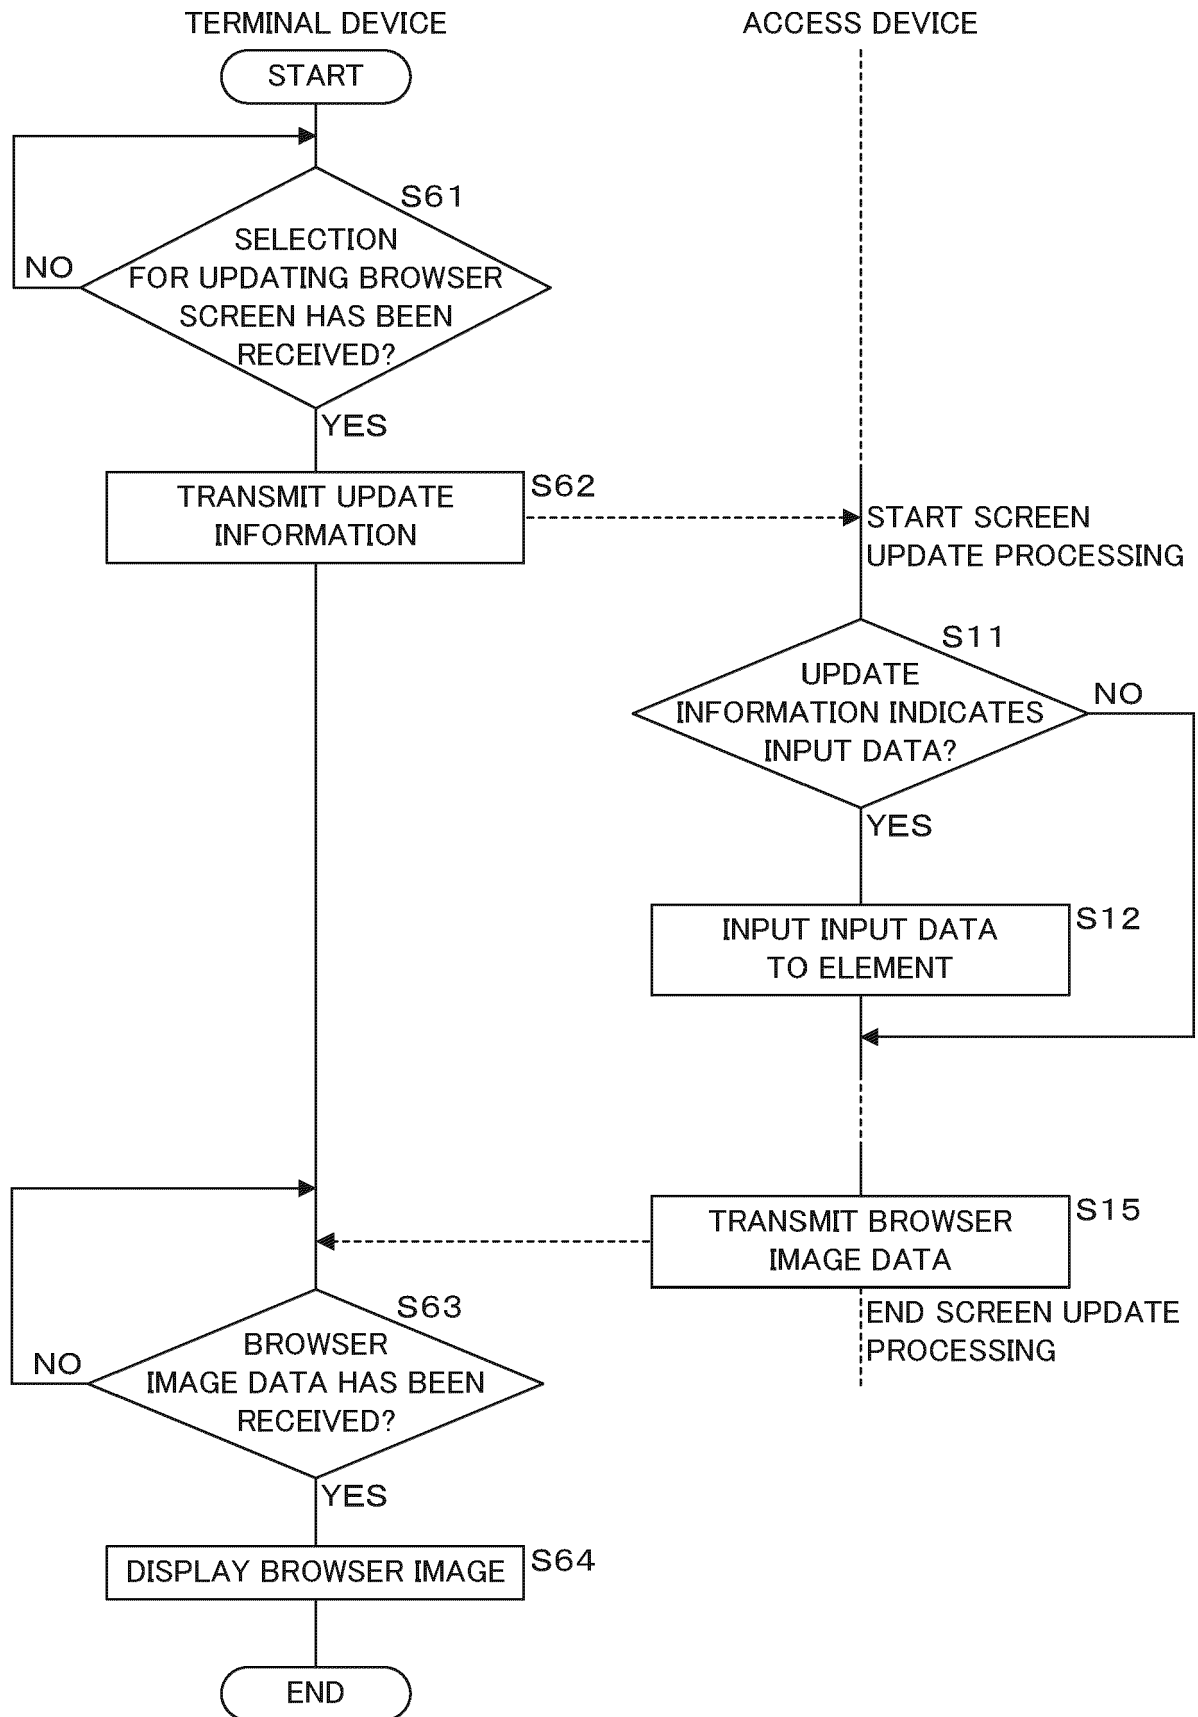 TERMINAL DEVICE
ACCESS DEVICE
START
S61
SELECTION
FOR UPDATING BROWSER
SCREEN HAS BEEN
RECEIVED?
NO
YES
TRANSMIT UPDATE
INFORMATION
S62
START SCREEN
UPDATE PROCESSING
S11
UPDATE
INFORMATION INDICATES
INPUT DATA?
NO
YES
INPUT INPUT DATA
TO ELEMENT
S12
TRANSMIT BROWSER
IMAGE DATA
S15
END SCREEN UPDATE
PROCESSING
S63
BROWSER
IMAGE DATA HAS BEEN
RECEIVED?
NO
YES
DISPLAY BROWSER IMAGE
S64
END